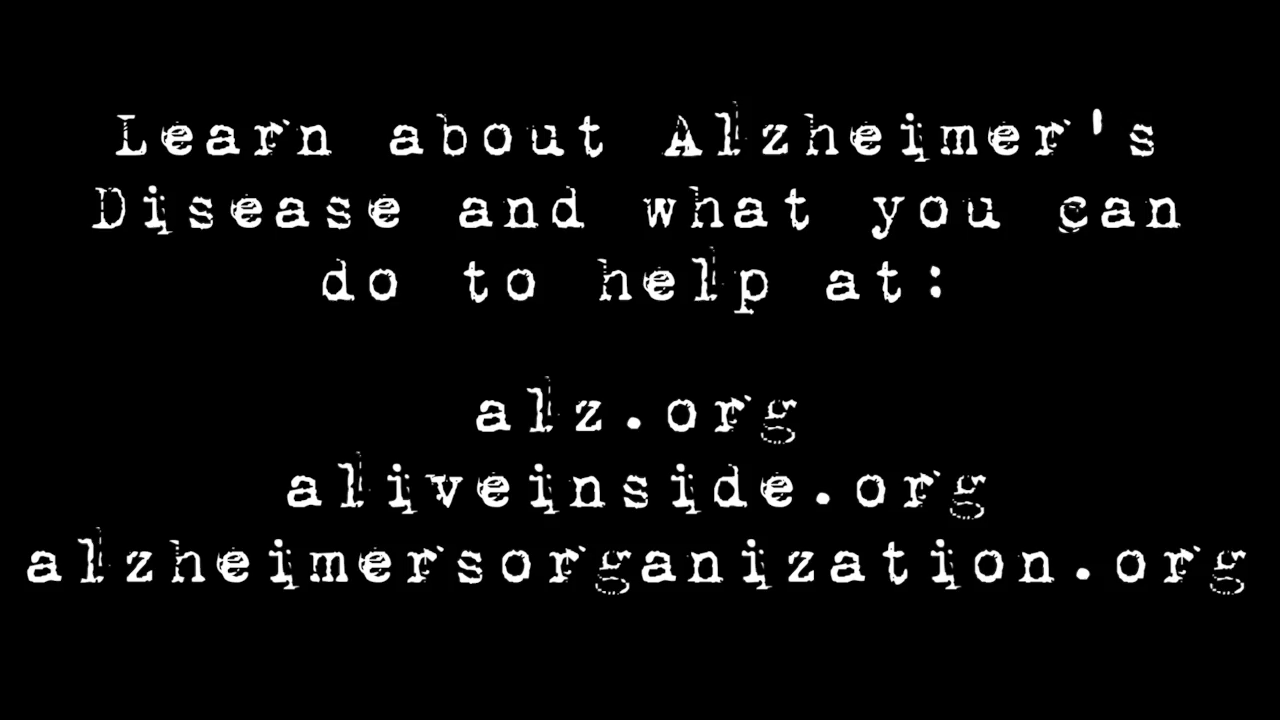 Learn about Alzheimer's
Disease and what you can
do to help at:
alz.org
aliveinside.org
alzheimersorganization.org